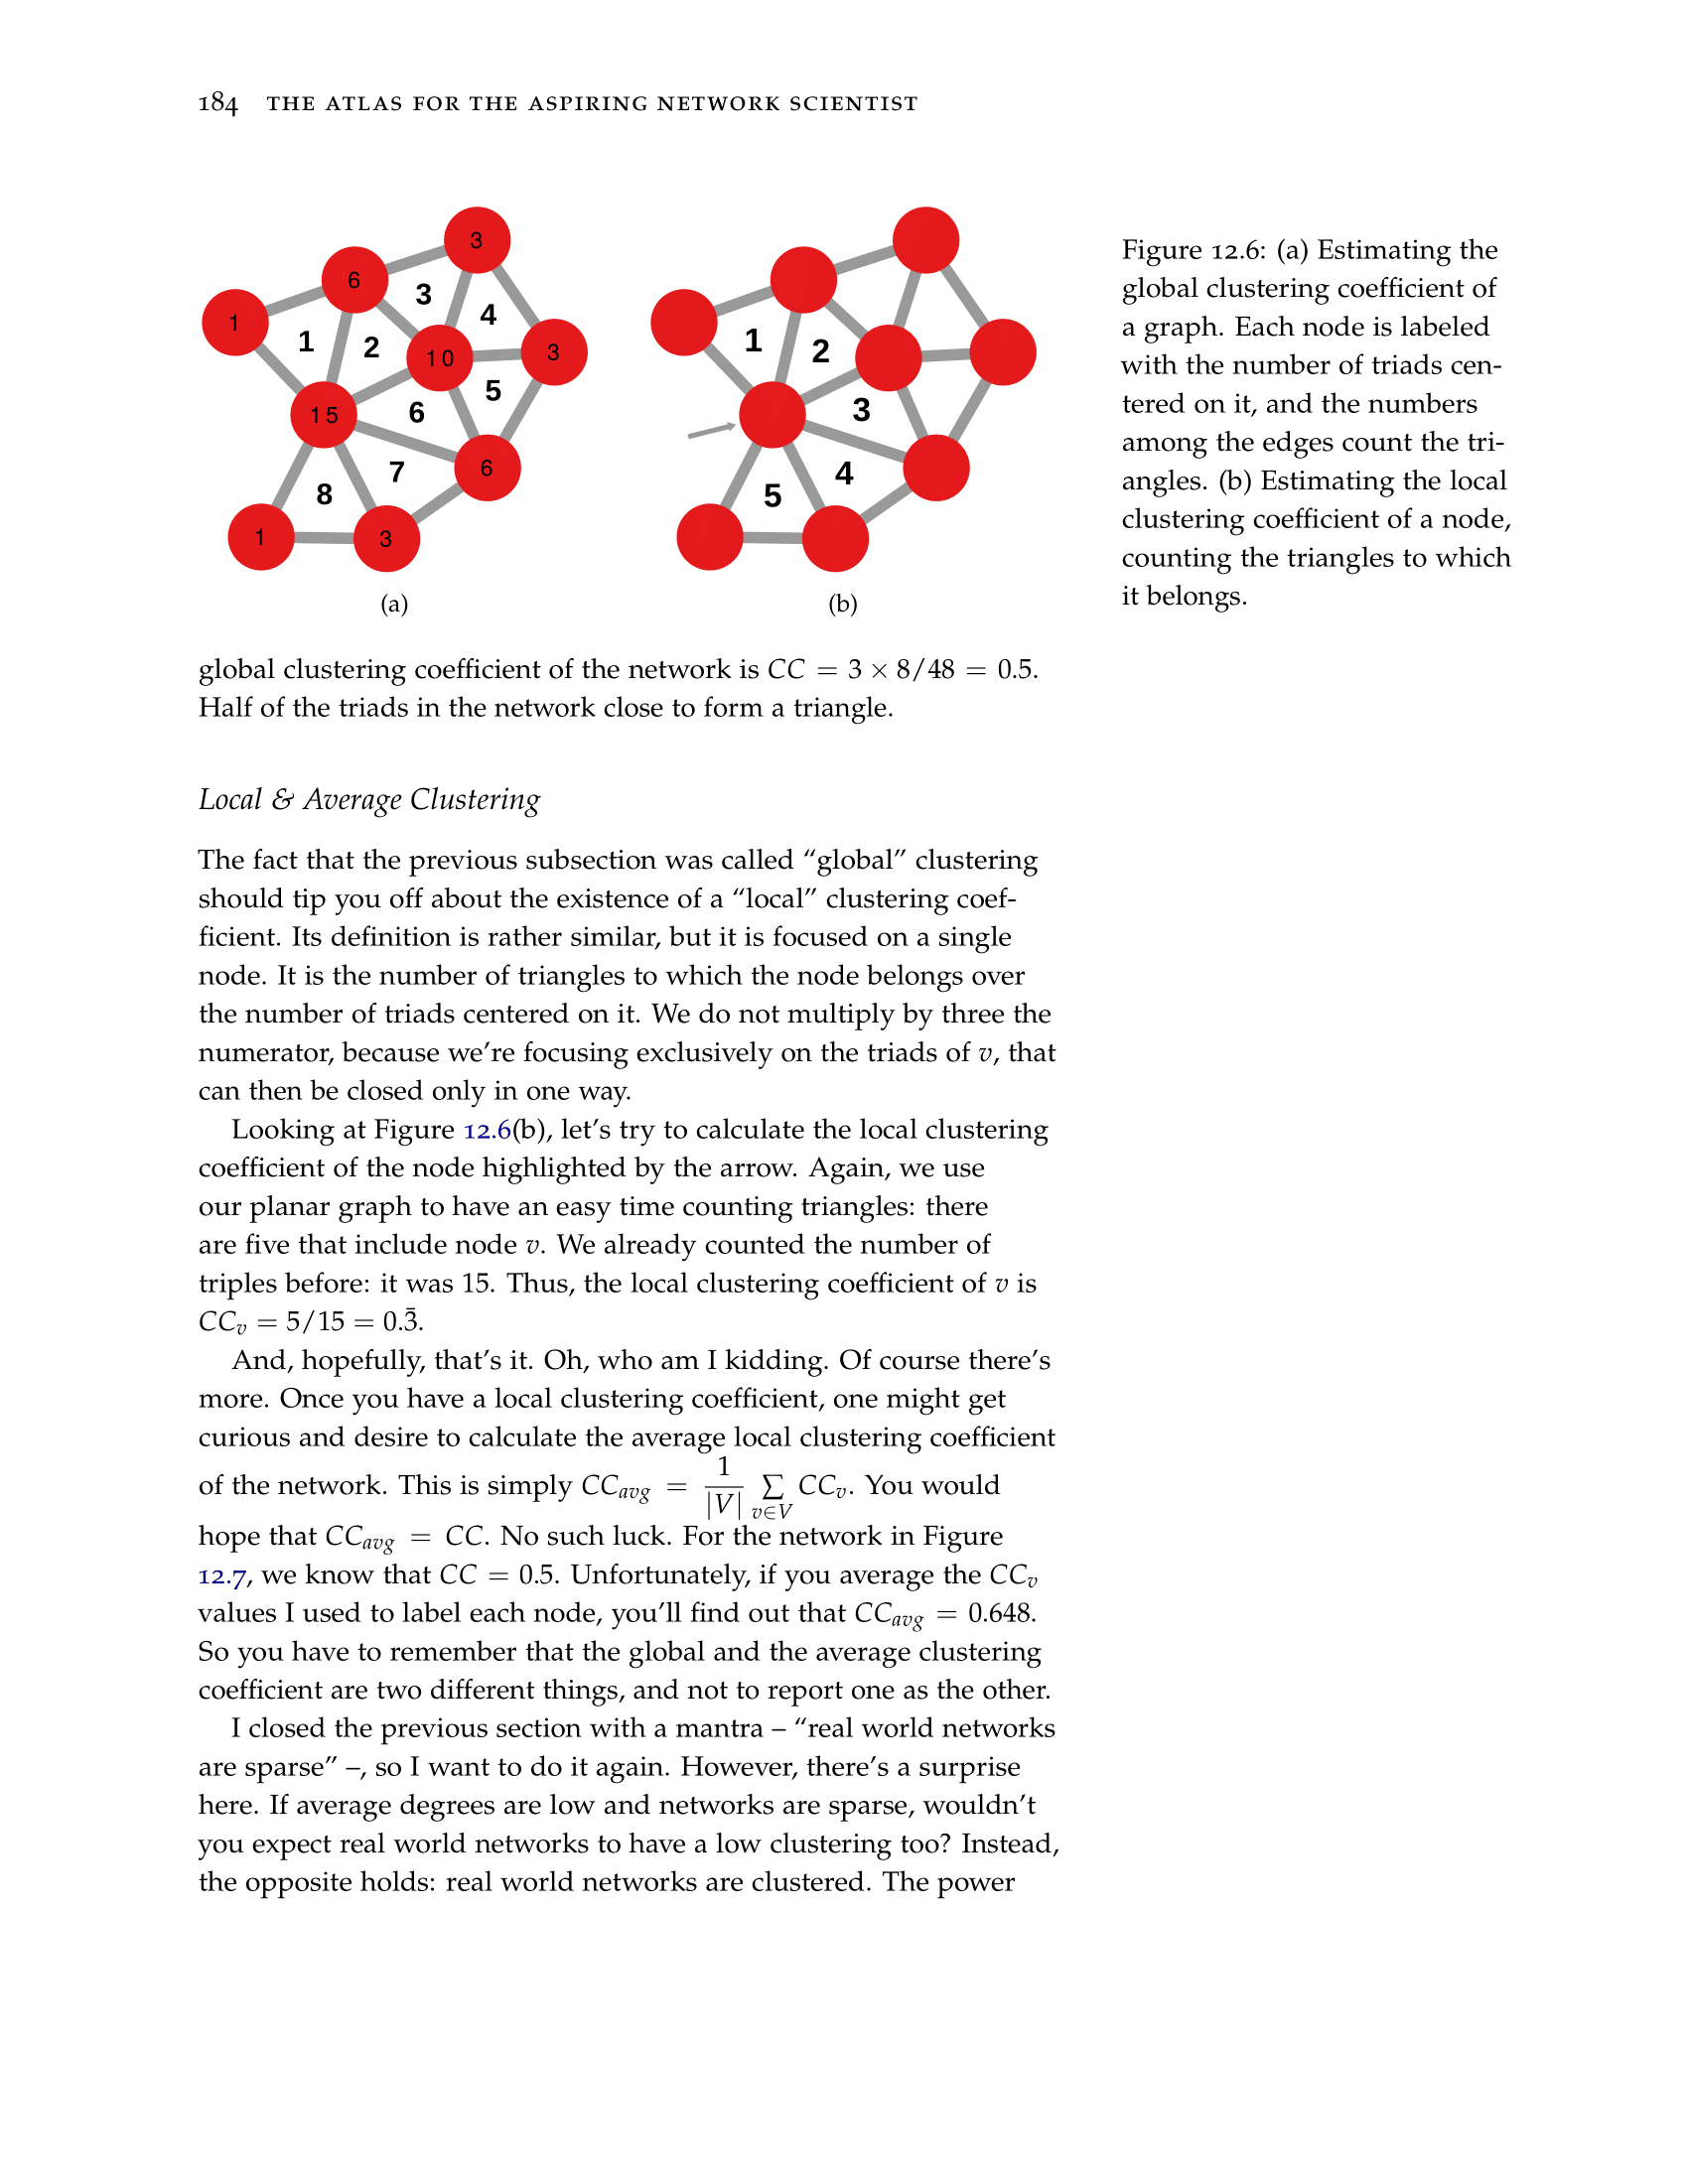 184 THE ATLAS FOR THE ASPIRING NETWORK SCIENTIST
3
6
3
4
1
1
2
10
3
5
15
6
6
7
8
1
3
(a)
1
2
3
4
5
(b)
Figure 12.6: (a) Estimating the
global clustering coefficient of
a graph. Each node is labeled
with the number of triads cen-
tered on it, and the numbers
among the edges count the tri-
angles. (b) Estimating the local
clustering coefficient of a node,
counting the triangles to which
it belongs.
global clustering coefficient of the network is CC = 3 × 8/48 = 0.5.
Half of the triads in the network close to form a triangle.
Local & Average Clustering
The fact that the previous subsection was called “global” clustering
should tip you off about the existence of a “local” clustering coef-
ficient. Its definition is rather similar, but it is focused on a single
node. It is the number of triangles to which the node belongs over
the number of triads centered on it. We do not multiply by three the
numerator, because we’re focusing exclusively on the triads of v, that
can then be closed only in one way.
Looking at Figure 12.6(b), let’s try to calculate the local clustering
coefficient of the node highlighted by the arrow. Again, we use
our planar graph to have an easy time counting triangles: there
are five that include node v. We already counted the number of
triples before: it was 15. Thus, the local clustering coefficient of v is
CCv = 5/15 = 0.3̄.
And, hopefully, that’s it. Oh, who am I kidding. Of course there’s
more. Once you have a local clustering coefficient, one might get
curious and desire to calculate the average local clustering coefficient
of the network. This is simply CCavg = 1/|V| ∑v∈V CCv. You would
hope that CCavg = CC. No such luck. For the network in Figure
12.7, we know that CC = 0.5. Unfortunately, if you average the CCv
values I used to label each node, you’ll find out that CCavg = 0.648.
So you have to remember that the global and the average clustering
coefficient are two different things, and not to report one as the other.
I closed the previous section with a mantra – “real world networks
are sparse” –, so I want to do it again. However, there’s a surprise
here. If average degrees are low and networks are sparse, wouldn’t
you expect real world networks to have a low clustering too? Instead,
the opposite holds: real world networks are clustered. The power